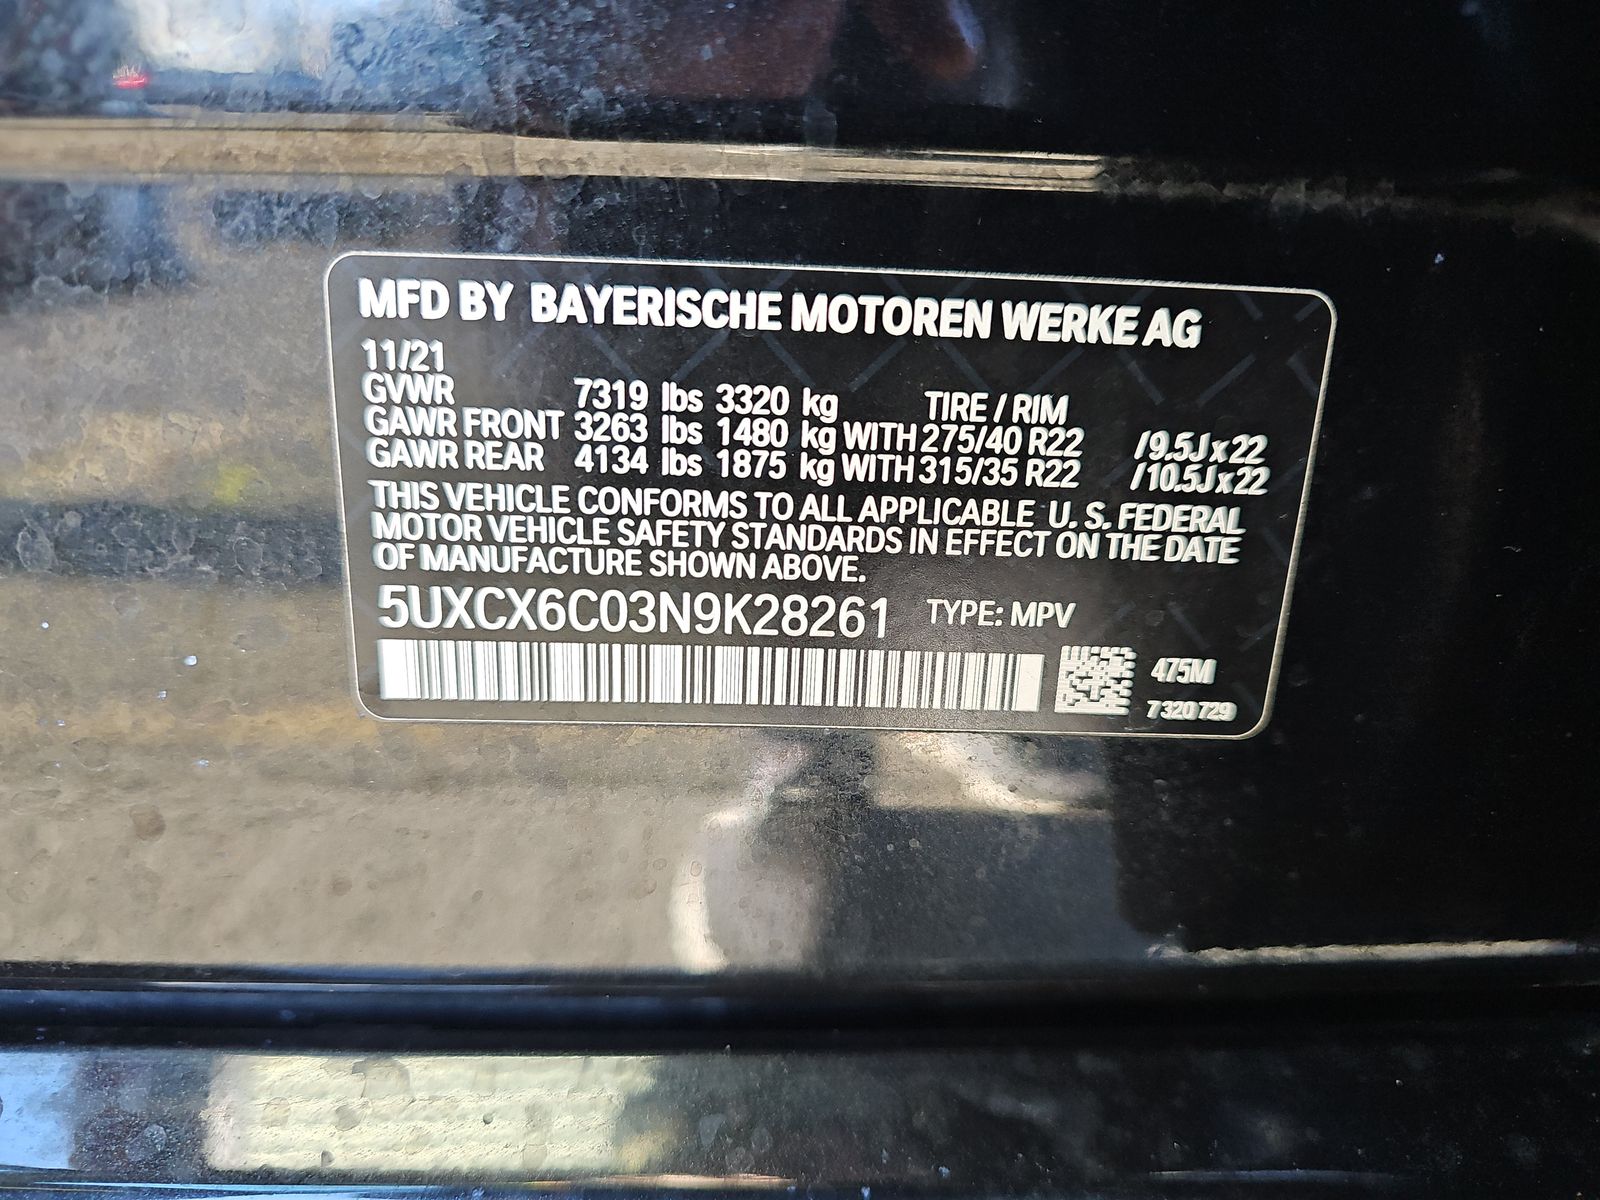 MFD BY BAYERISCHE MOTOREN WERKE AG
11/21
GVWR 7319 lbs 3320 kg TIRE / RIM
GAWR FRONT 3263 lbs 1480 kg WITH 275/40 R22 /9.5J x 22
GAWR REAR 4134 lbs 1875 kg WITH 315/35 R22 /10.5J x 22
THIS VEHICLE CONFORMS TO ALL APPLICABLE U. S. FEDERAL
MOTOR VEHICLE SAFETY STANDARDS IN EFFECT ON THE DATE
OF MANUFACTURE SHOWN ABOVE.
5UXCX6C03N9K28261 TYPE: MPV
475M
7 320 729